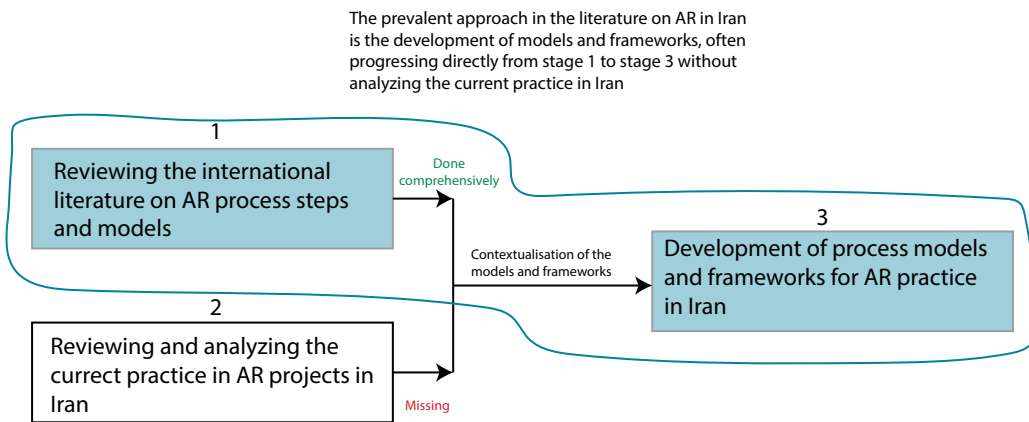 The prevalent approach in the literature on AR in Iran
is the development of models and frameworks, often
progressing directly from stage 1 to stage 3 without
analyzing the current practice in Iran
1
Reviewing the international
literature on AR process steps
and models
Done
comprehensively
Contextualisation of the
models and frameworks
3
Development of process models
and frameworks for AR practice
in Iran
2
Reviewing and analyzing the
currect practice in AR projects in
Iran
Missing